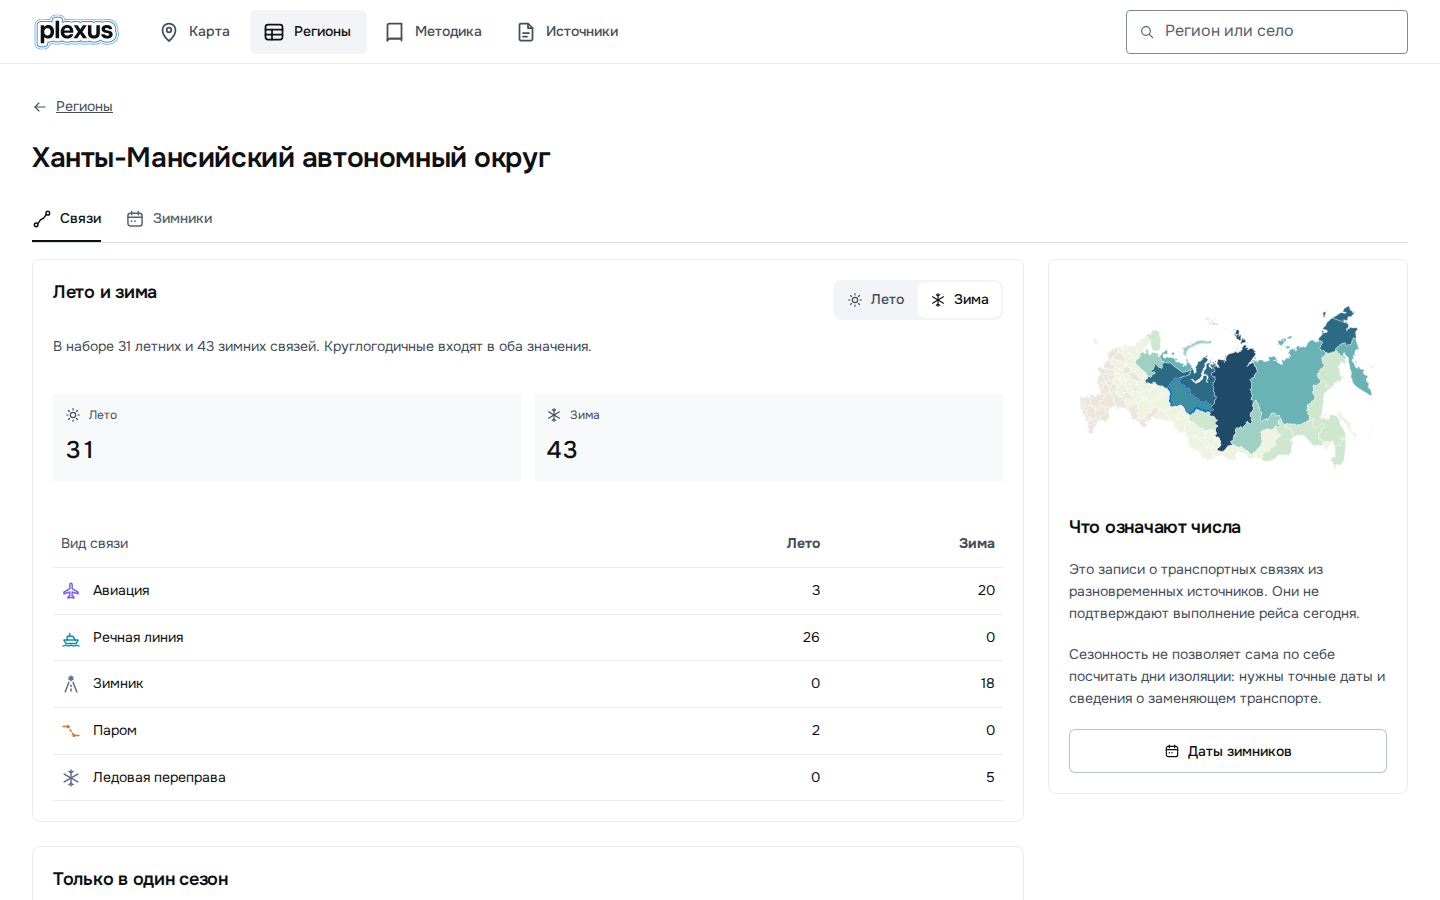 plexus
Карта
Регионы
Методика
Источники
Регион или село
Регионы
Ханты-Мансийский автономный округ
Связи
Зимники
Лето и зима
Лето
Зима
В наборе 31 летних и 43 зимних связей. Круглогодичные входят в оба значения.
Лето
31
Зима
43
Вид связи Лето Зима
Авиация 3 20
Речная линия 26 0
Зимник 0 18
Паром 2 0
Ледовая переправа 0 5
Только в один сезон
Что означают числа
Это записи о транспортных связях из
разновременных источников. Они не
подтверждают выполнение рейса сегодня.
Сезонность не позволяет сама по себе
посчитать дни изоляции: нужны точные даты и
сведения о заменяющем транспорте.
Даты зимников